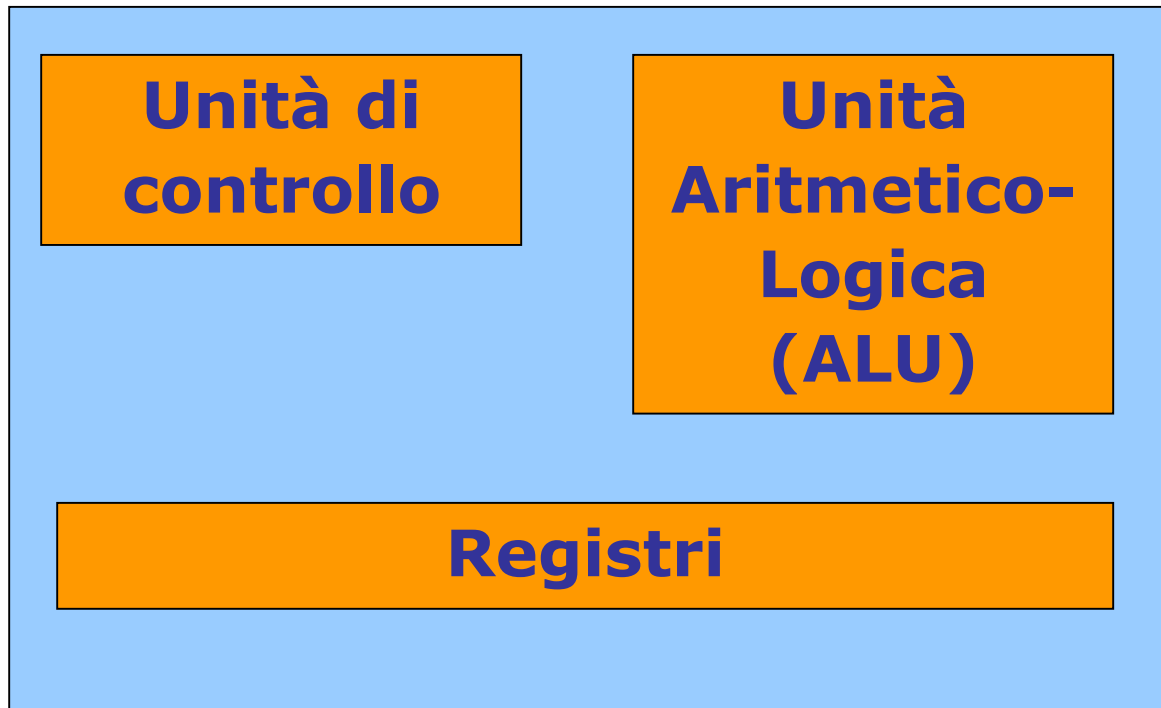 Unità di
controllo
Unità
Aritmetico-
Logica
(ALU)
Registri